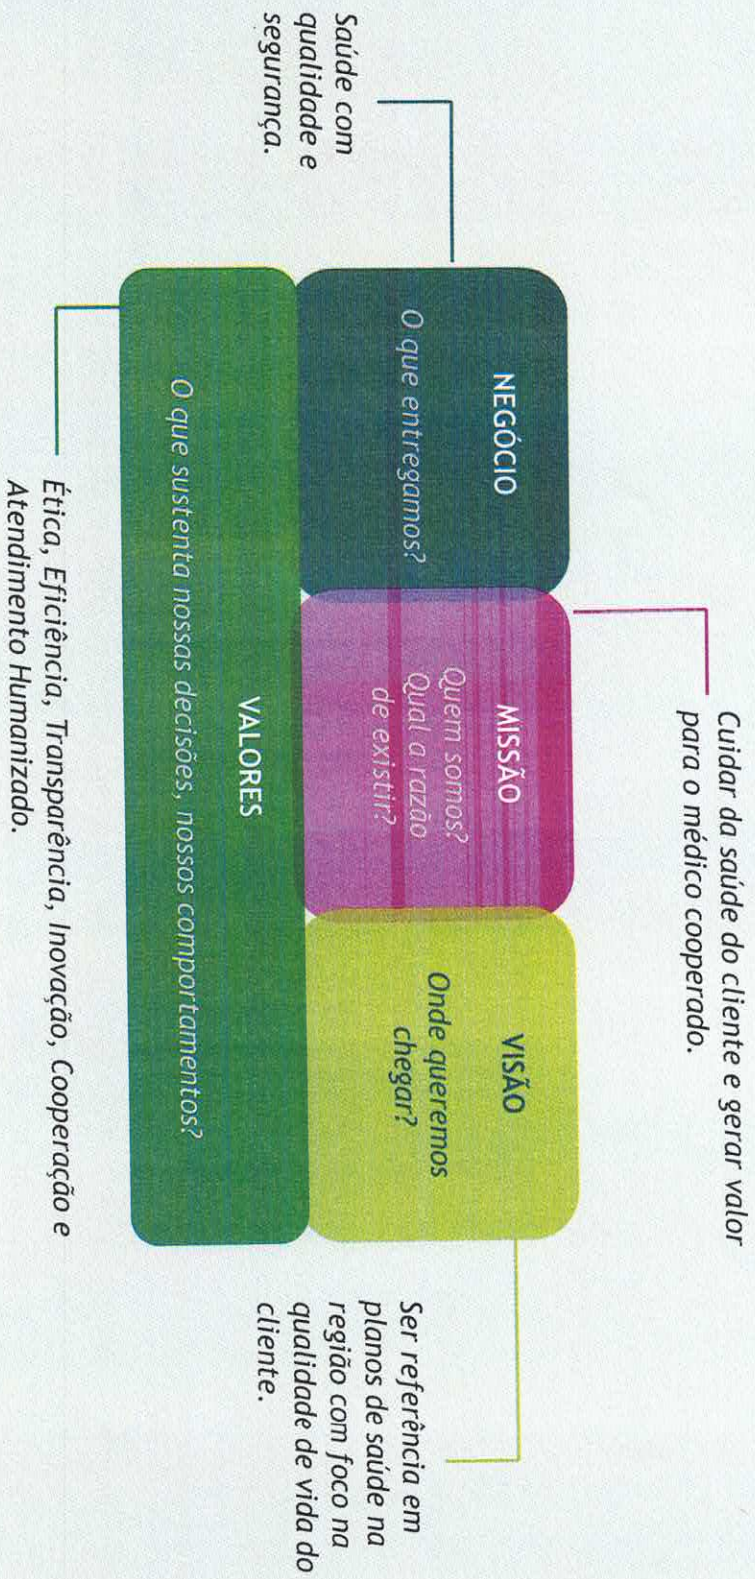 Cuidar da saúde do cliente e gerar valor
para o médico cooperado.
NEGÓCIO
O que entregamos?
MISSÃO
Quem somos?
Qual a razão
de existir?
VISÃO
Onde queremos
chegar?
Saúde com
qualidade e
segurança.
Ser referência em
planos de saúde na
região com foco na
qualidade de vida do
cliente.
VALORES
O que sustenta nossas decisões, nossos comportamentos?
Ética, Eficiência, Transparência, Inovação, Cooperação e
Atendimento Humanizado.